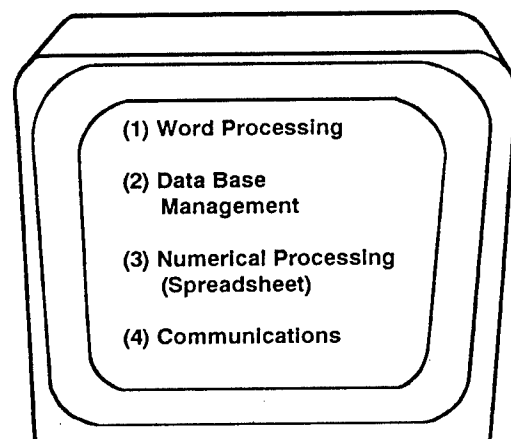 (1) Word Processing
(2) Data Base
Management
(3) Numerical Processing
(Spreadsheet)
(4) Communications